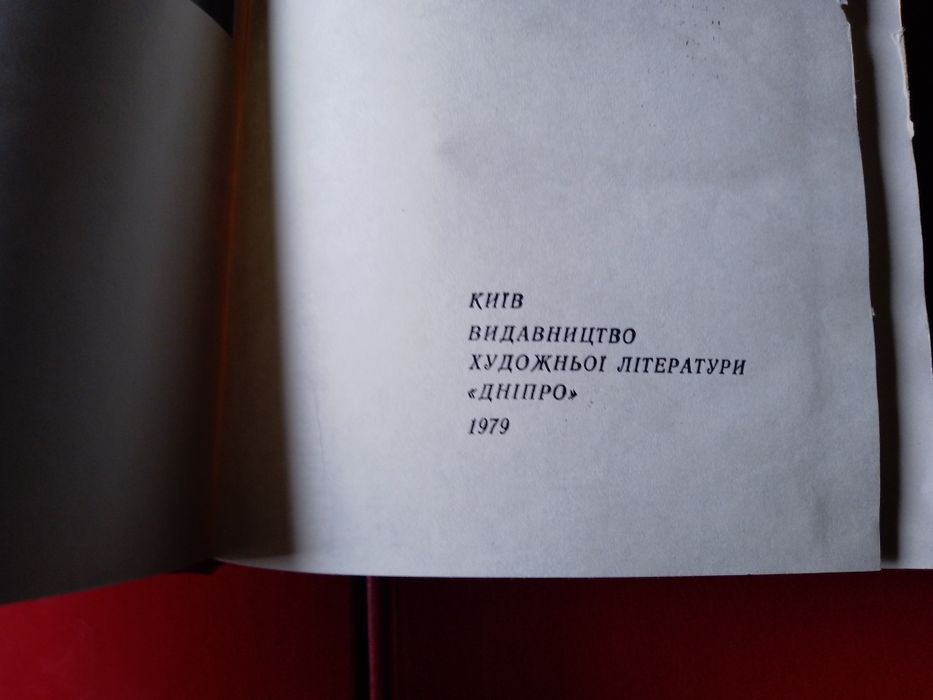 КИЇВ
ВИДАВНИЦТВО
ХУДОЖНЬОЇ ЛІТЕРАТУРИ
«ДНІПРО»
1979